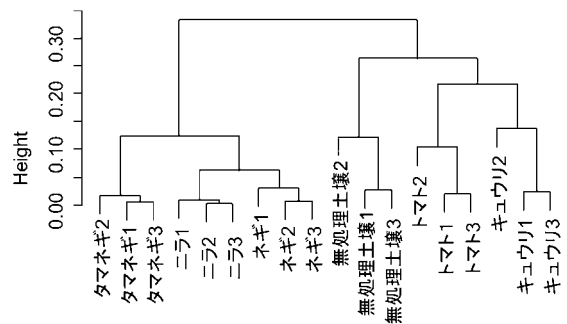 Height
0.30
0.20
0.10
0.00
タマネギ2
タマネギ1
タマネギ3
ニラ1
ニラ2
ニラ3
ネギ1
ネギ2
ネギ3
無処理土壌2
無処理土壌1
無処理土壌3
トマト2
トマト1
トマト3
キュウリ2
キュウリ1
キュウリ3